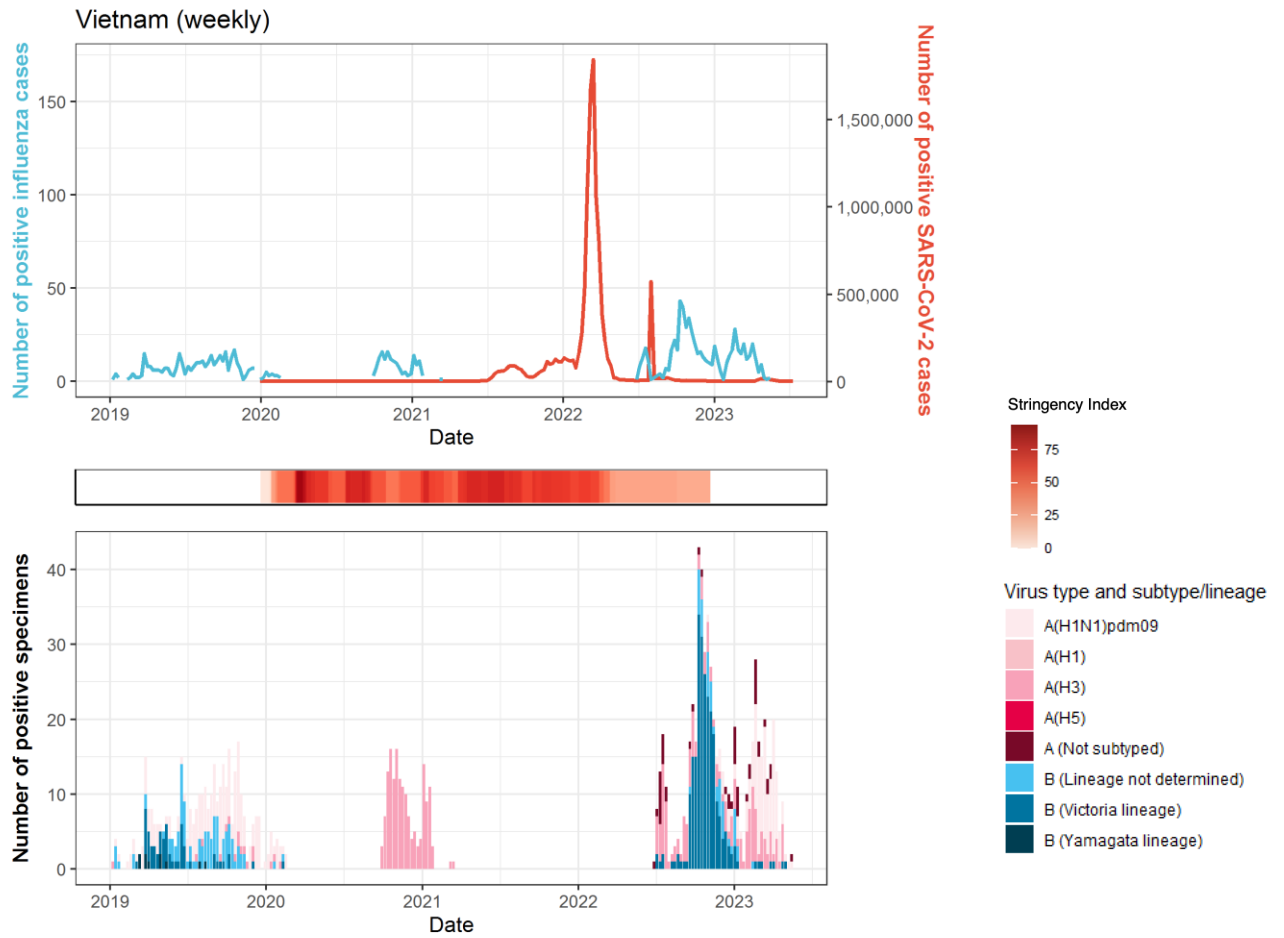 Vietnam (weekly)
Number of positive influenza cases
150
100
50
0
1,500,000
1,000,000
500,000
0
Number of positive SARS-CoV-2 cases
2019 2020 2021 2022 2023
Date
Stringency Index
75
50
25
0
Number of positive specimens
40
30
20
10
0
2019 2020 2021 2022 2023
Date
Virus type and subtype/lineage
A(H1N1)pdm09
A(H1)
A(H3)
A(H5)
A (Not subtyped)
B (Lineage not determined)
B (Victoria lineage)
B (Yamagata lineage)